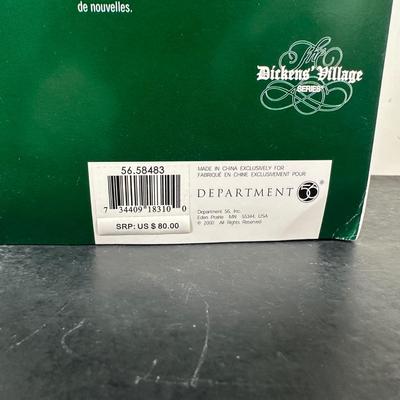 de nouvelles.
The
Dickens' Village
SERIES
56.58483
7 34409 18310 0
SRP: US $ 80.00
MADE IN CHINA EXCLUSIVELY FOR
FABRIQUÉ EN CHINE EXCLUSIVEMENT POUR
DEPARTMENT 56
Department 56, Inc.
Eden Prairie MN 55344, USA
© 2002 All Rights Reserved